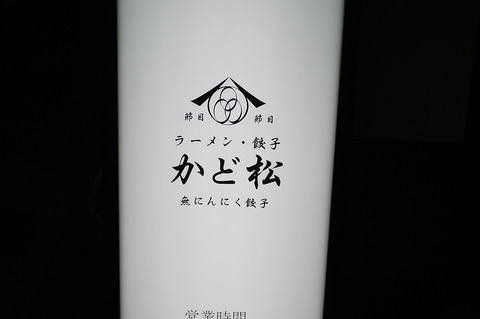 節目 節目
ラーメン・餃子
かど松
無にんにく餃子
営業時間